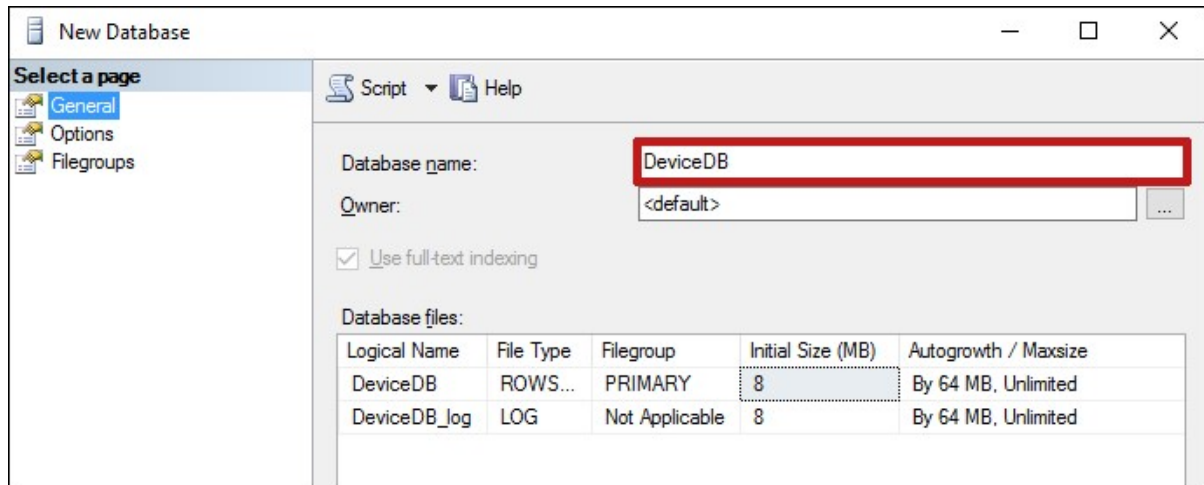 New Database
Select a page
General
Options
Filegroups
Script Help
Database name: DeviceDB
Owner: <default> ...
Use full-text indexing
Database files:
Logical Name File Type Filegroup Initial Size (MB) Autogrowth / Maxsize
DeviceDB ROWS... PRIMARY 8 By 64 MB, Unlimited
DeviceDB_log LOG Not Applicable 8 By 64 MB, Unlimited